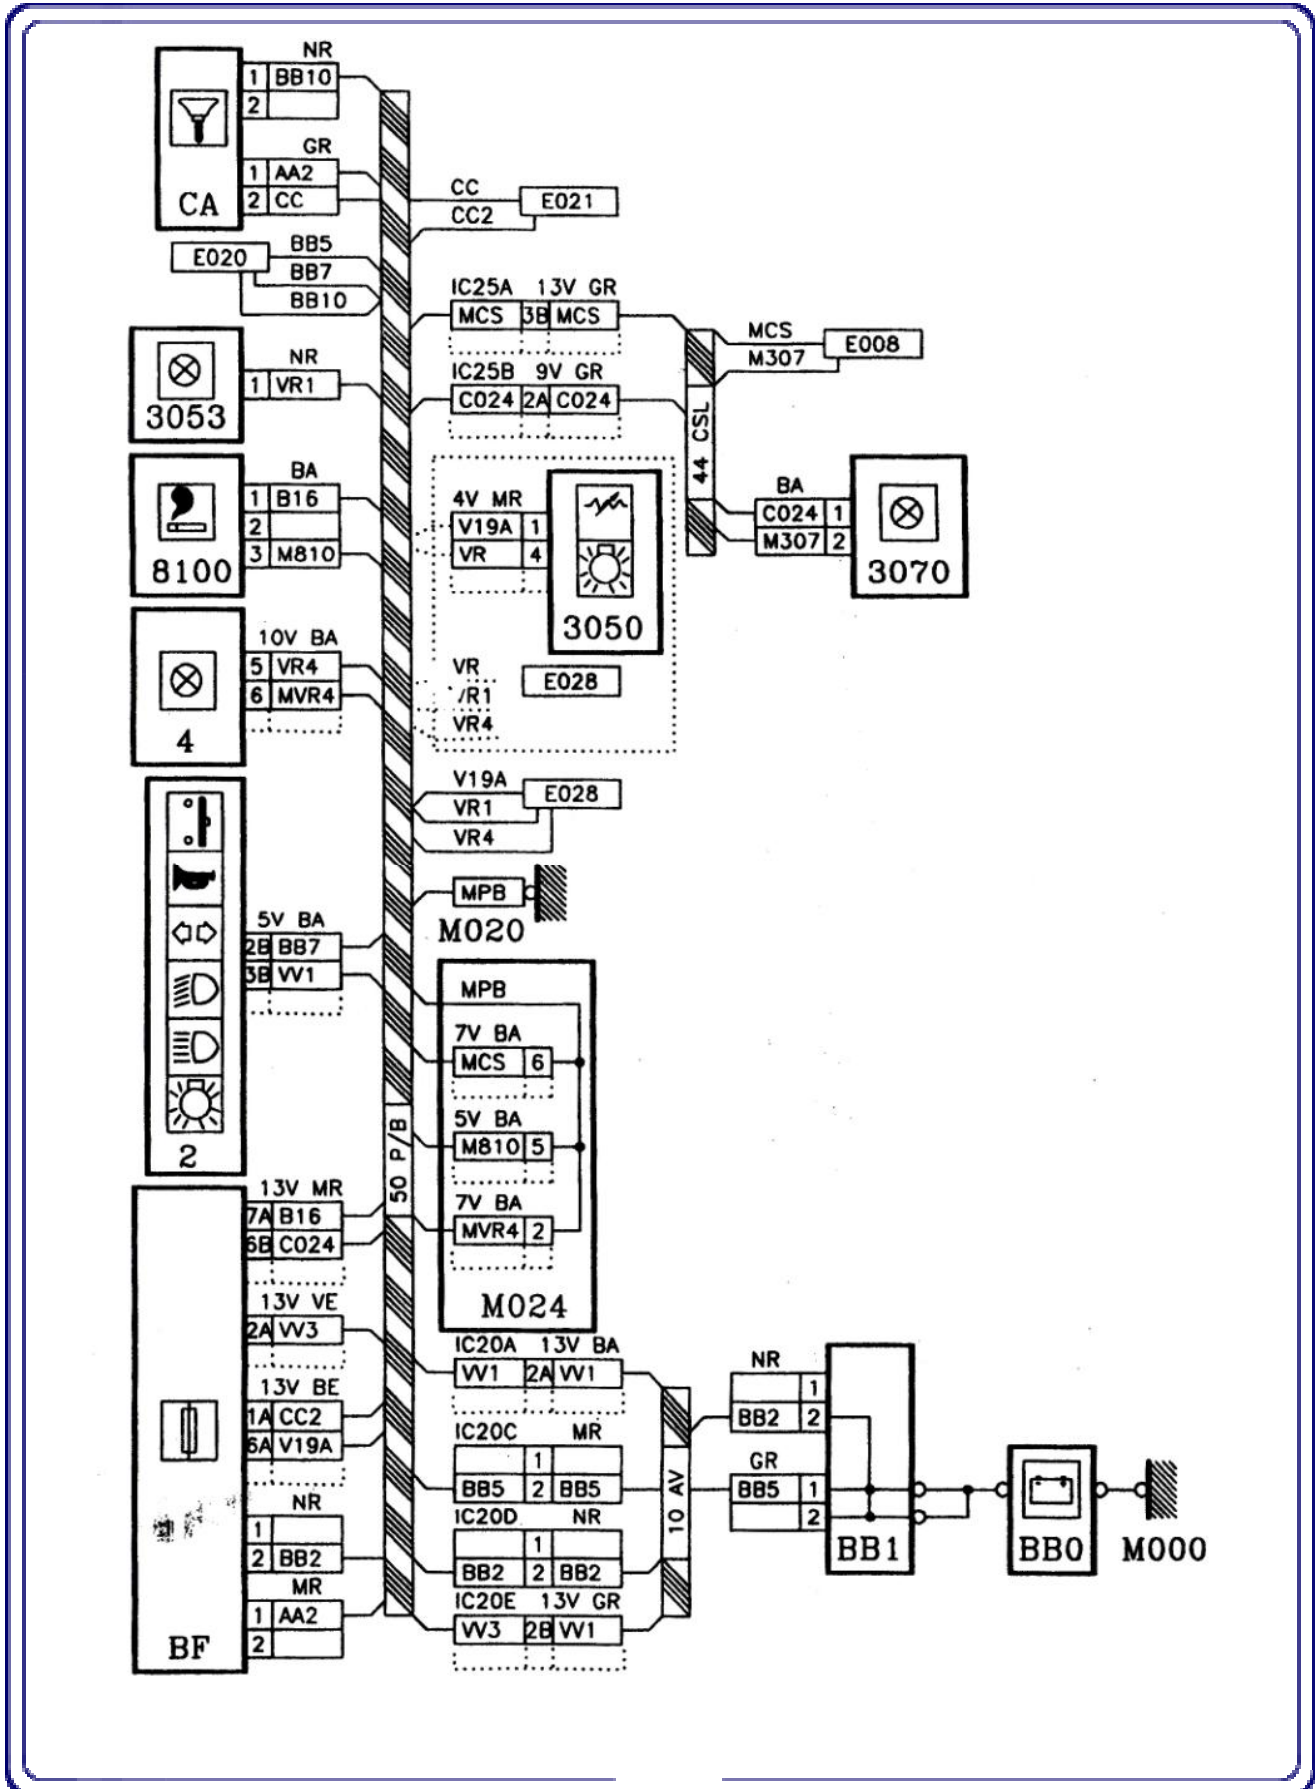 NR
1 BB10
2
GR
1 AA2
2 CC
CA
CC
CC2
E021
E020
BB5
BB7
BB10
IC25A 13V GR
MCS 3B MCS
MCS
M307
E008
NR
1 VR1
3053
IC25B 9V GR
C024 2A C024
44 CSL
BA
1 B16
2
3 M810
8100
4V MR
V19A 1
VR 4
3050
BA
C024 1
M307 2
3070
10V BA
5 VR4
6 MVR4
4
VR
VR1
VR4
E028
V19A
VR1
VR4
E028
MPB
M020
5V BA
2B BB7
3B VV1
2
MPB
7V BA
MCS 6
5V BA
M810 5
7V BA
MVR4 2
M024
50 P/B
13V MR
7A B16
6B C024
13V VE
2A VV3
13V BE
1A CC2
6A V19A
NR
1
2 BB2
MR
1 AA2
2
BF
IC20A 13V BA
VV1 2A VV1
IC20C MR
1
BB5 2 BB5
IC20D NR
1
BB2 2 BB2
IC20E 13V GR
VV3 2B VV1
10 AV
NR
1
BB2 2
GR
BB5 1
2
BB1
BB0
M000